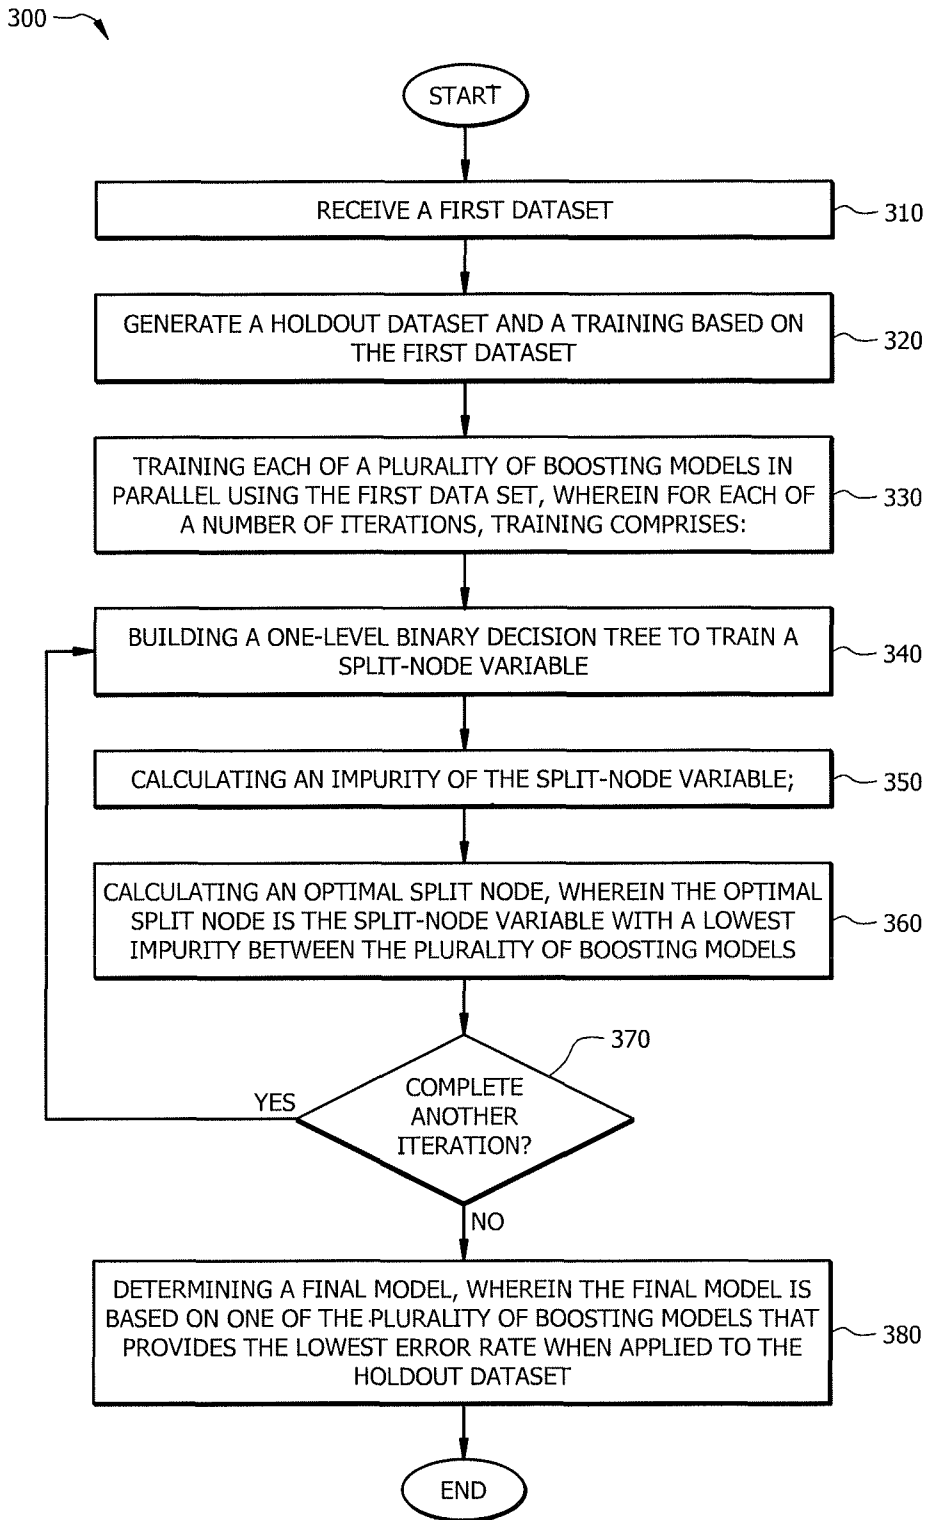 300
START
RECEIVE A FIRST DATASET
310
GENERATE A HOLDOUT DATASET AND A TRAINING BASED ON
THE FIRST DATASET
320
TRAINING EACH OF A PLURALITY OF BOOSTING MODELS IN
PARALLEL USING THE FIRST DATA SET, WHEREIN FOR EACH OF
A NUMBER OF ITERATIONS, TRAINING COMPRISES:
330
BUILDING A ONE-LEVEL BINARY DECISION TREE TO TRAIN A
SPLIT-NODE VARIABLE
340
CALCULATING AN IMPURITY OF THE SPLIT-NODE VARIABLE;
350
CALCULATING AN OPTIMAL SPLIT NODE, WHEREIN THE OPTIMAL
SPLIT NODE IS THE SPLIT-NODE VARIABLE WITH A LOWEST
IMPURITY BETWEEN THE PLURALITY OF BOOSTING MODELS
360
370
COMPLETE
ANOTHER
ITERATION?
YES
NO
DETERMINING A FINAL MODEL, WHEREIN THE FINAL MODEL IS
BASED ON ONE OF THE PLURALITY OF BOOSTING MODELS THAT
PROVIDES THE LOWEST ERROR RATE WHEN APPLIED TO THE
HOLDOUT DATASET
380
END